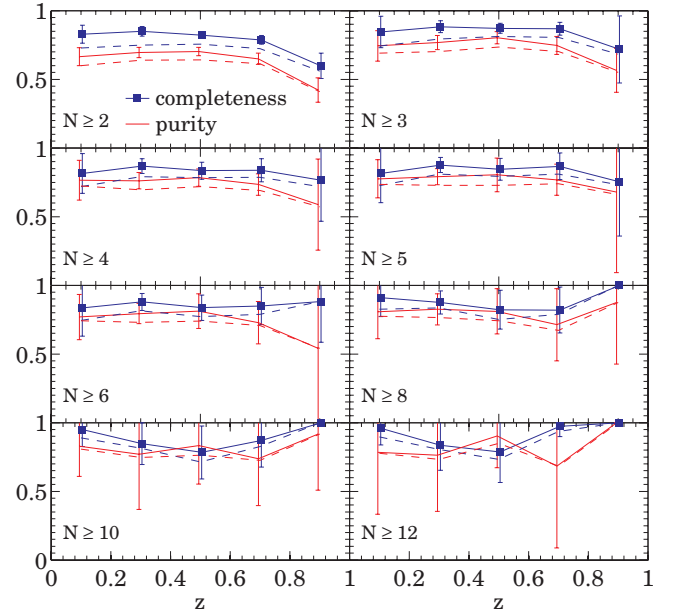 1
0.5
completeness
purity
N ≥ 2
N ≥ 3
1
0.5
N ≥ 4
N ≥ 5
1
0.5
N ≥ 6
N ≥ 8
1
0.5
N ≥ 10
N ≥ 12
0
0 0.2 0.4 0.6 0.8 1 0.2 0.4 0.6 0.8 1
z z